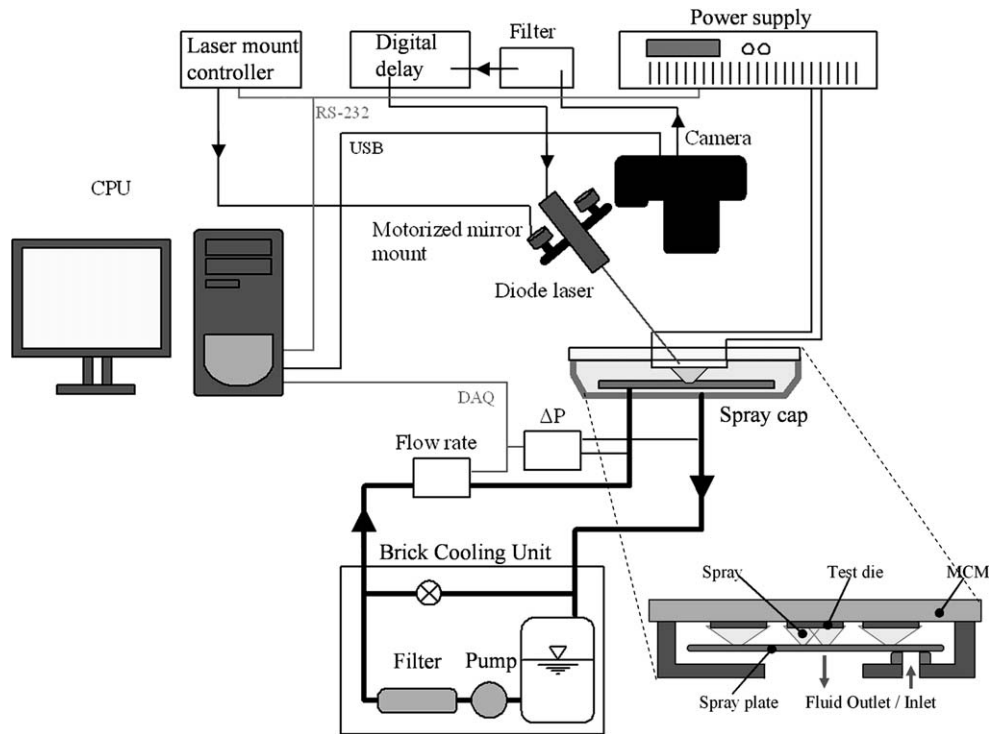 Power supply
Laser mount
controller
Digital
delay
Filter
RS-232
USB
Camera
CPU
Motorized mirror
mount
Diode laser
Spray cap
DAQ
ΔP
Flow rate
Brick Cooling Unit
Filter
Pump
Spray
Test die
MCM
Spray plate
Fluid Outlet / Inlet